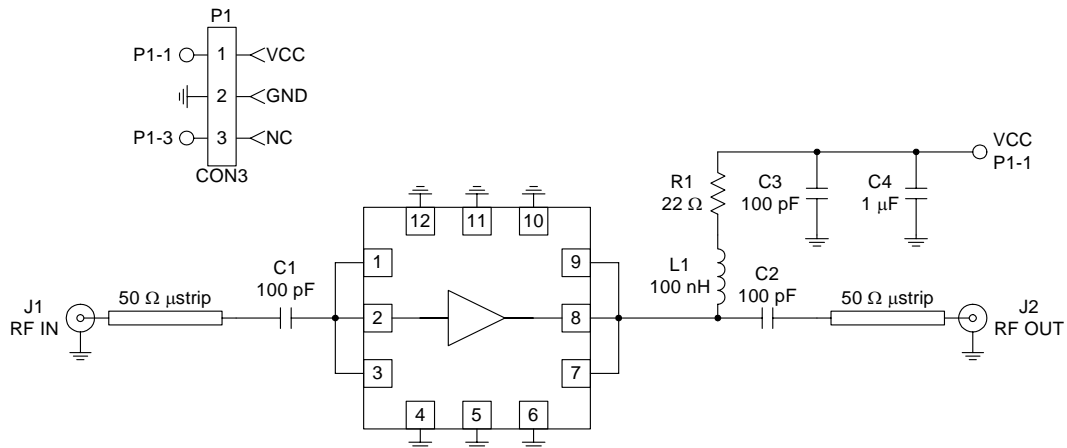 P1
P1-1
1
VCC
2
GND
P1-3
3
NC
CON3
VCC
P1-1
R1
22 Ω
C3
100 pF
C4
1 μF
12
11
10
1
9
L1
100 nH
C1
100 pF
C2
100 pF
J1
RF IN
50 Ω μstrip
2
8
50 Ω μstrip
J2
RF OUT
3
7
4
5
6